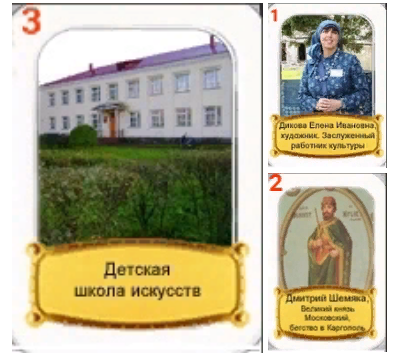 3
Детская
школа искусств
1
Дикова Елена Ивановна,
художник. Заслуженный
работник культуры
2
Дмитрий Шемяка,
Великий князь
Московский,
бегство в Каргополь